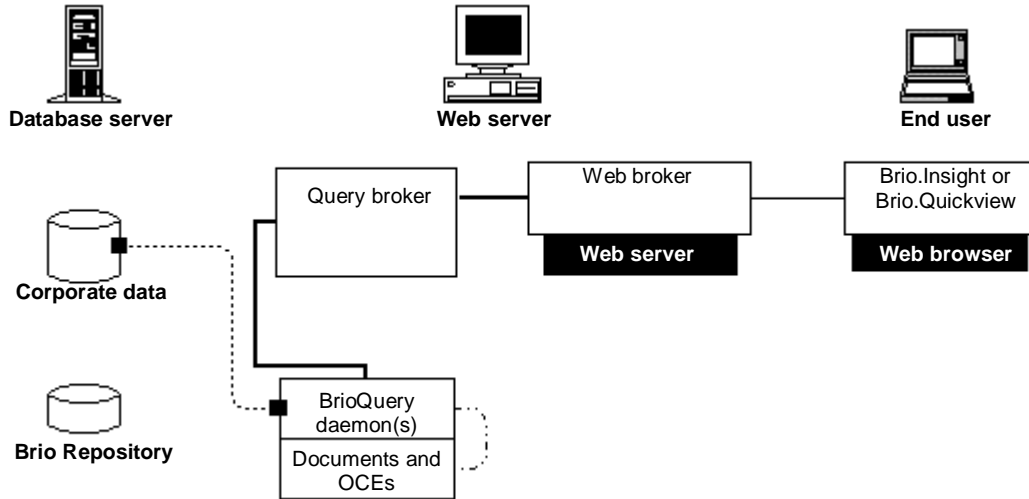 Database server
Web server
End user
Query broker
Web broker
Brio.Insight or
Brio.Quickview
Web server
Web browser
Corporate data
BrioQuery
daemon(s)
Brio Repository
Documents and
OCEs